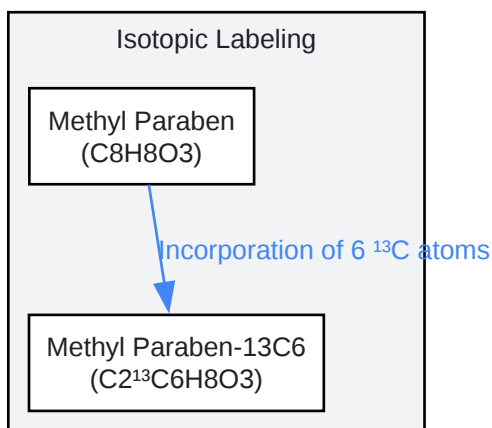 Isotopic Labeling
Methyl Paraben
(C8H8O3)
Incorporation of 6 ¹³C atoms
Methyl Paraben-13C6
(C2¹³C6H8O3)